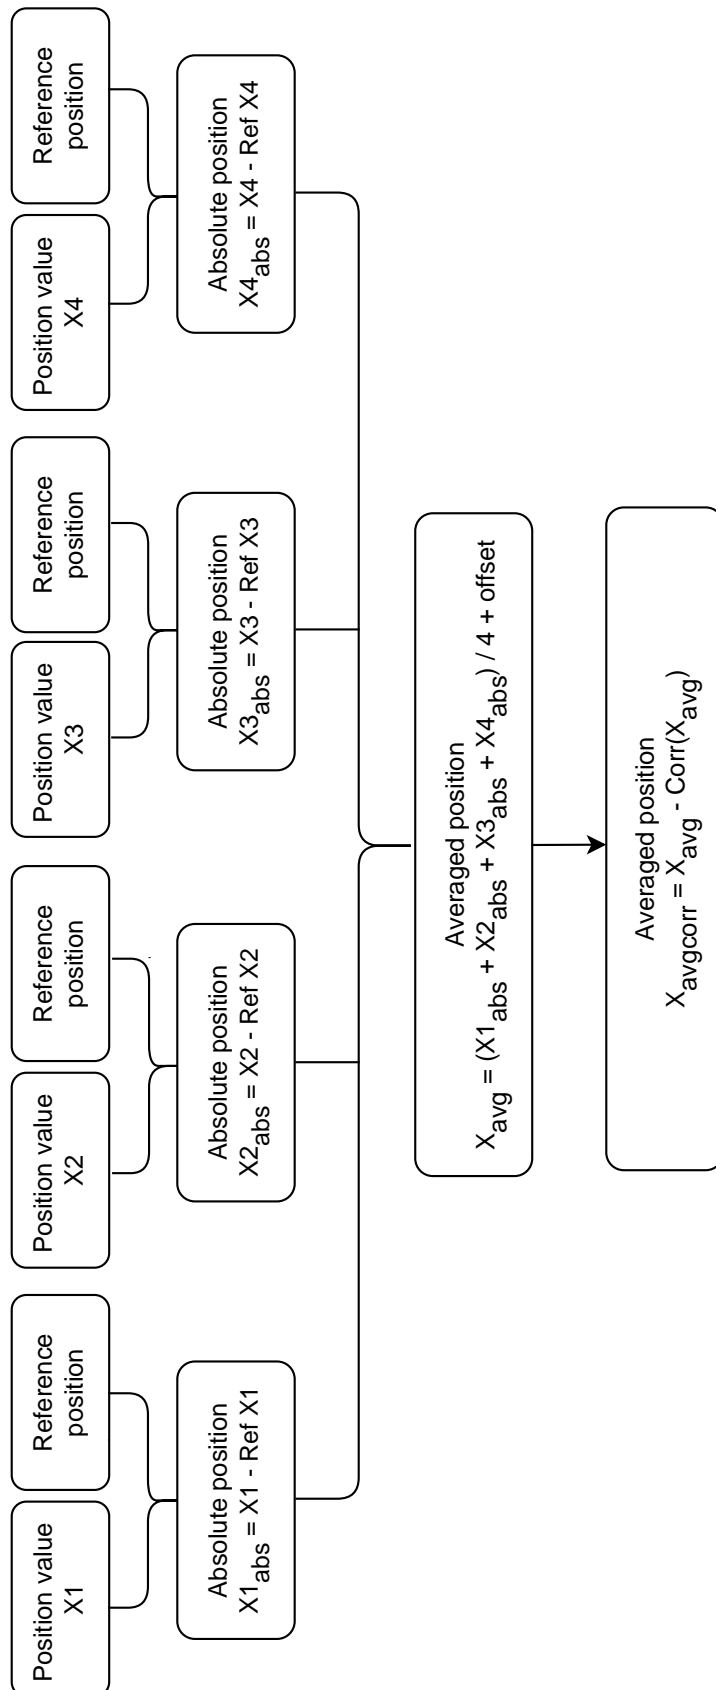 Position value
X1
Reference
position
Position value
X2
Reference
position
Position value
X3
Reference
position
Position value
X4
Reference
position
Absolute position
X1abs = X1 - Ref X1
Absolute position
X2abs = X2 - Ref X2
Absolute position
X3abs = X3 - Ref X3
Absolute position
X4abs = X4 - Ref X4
Averaged position
Xavg = (X1abs + X2abs + X3abs + X4abs) / 4 + offset
Averaged position
Xavgcorr = Xavg - Corr(Xavg)